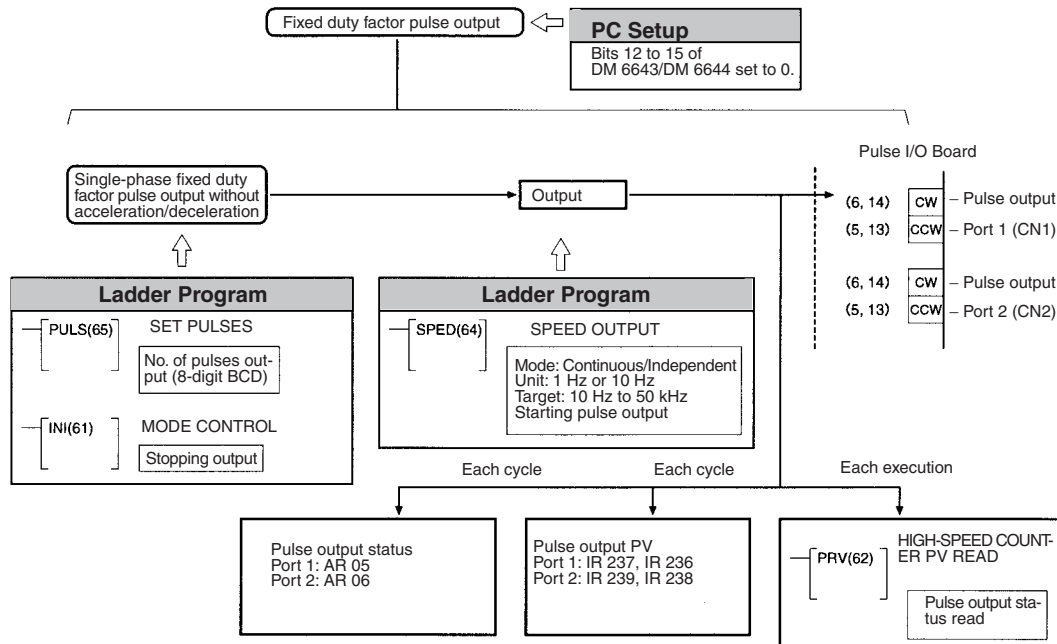 Fixed duty factor pulse output
PC Setup
Bits 12 to 15 of
DM 6643/DM 6644 set to 0.
Pulse I/O Board
Single-phase fixed duty
factor pulse output without
acceleration/deceleration
Output
(6, 14) CW – Pulse output
(5, 13) CCW – Port 1 (CN1)
(6, 14) CW – Pulse output
(5, 13) CCW – Port 2 (CN2)
Ladder Program
PULS(65) SET PULSES
No. of pulses out-
put (8-digit BCD)
INI(61) MODE CONTROL
Stopping output
Ladder Program
SPED(64) SPEED OUTPUT
Mode: Continuous/Independent
Unit: 1 Hz or 10 Hz
Target: 10 Hz to 50 kHz
Starting pulse output
Each cycle Each cycle Each execution
Pulse output status
Port 1: AR 05
Port 2: AR 06
Pulse output PV
Port 1: IR 237, IR 236
Port 2: IR 239, IR 238
PRV(62) HIGH-SPEED COUNT-
ER PV READ
Pulse output sta-
tus read